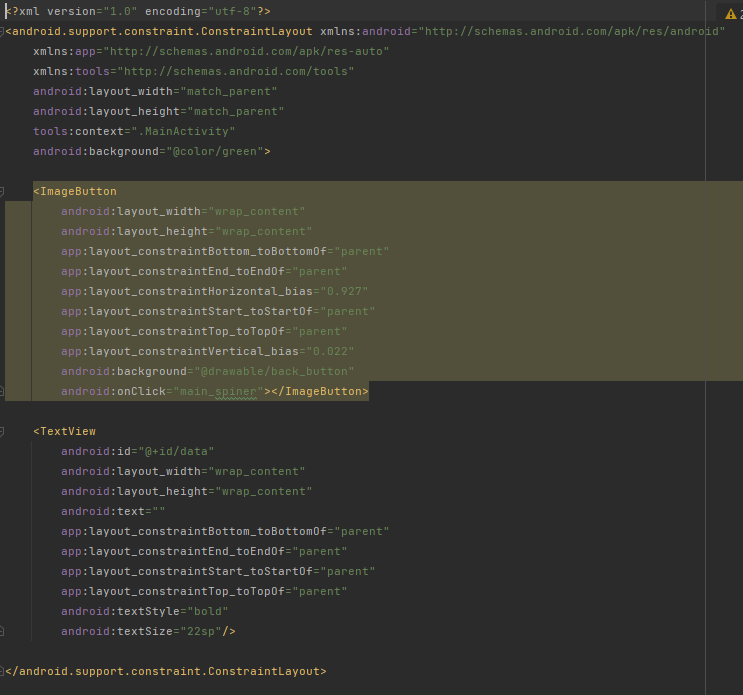 <?xml version="1.0" encoding="utf-8"?>
<android.support.constraint.ConstraintLayout xmlns:android="http://schemas.android.com/apk/res/android"
    xmlns:app="http://schemas.android.com/apk/res-auto"
    xmlns:tools="http://schemas.android.com/tools"
    android:layout_width="match_parent"
    android:layout_height="match_parent"
    tools:context=".MainActivity"
    android:background="@color/green">

    <ImageButton
        android:layout_width="wrap_content"
        android:layout_height="wrap_content"
        app:layout_constraintBottom_toBottomOf="parent"
        app:layout_constraintEnd_toEndOf="parent"
        app:layout_constraintHorizontal_bias="0.927"
        app:layout_constraintStart_toStartOf="parent"
        app:layout_constraintTop_toTopOf="parent"
        app:layout_constraintVertical_bias="0.022"
        android:background="@drawable/back_button"
        android:onClick="main_spiner"></ImageButton>

    <TextView
        android:id="@+id/data"
        android:layout_width="wrap_content"
        android:layout_height="wrap_content"
        android:text=""
        app:layout_constraintBottom_toBottomOf="parent"
        app:layout_constraintEnd_toEndOf="parent"
        app:layout_constraintStart_toStartOf="parent"
        app:layout_constraintTop_toTopOf="parent"
        android:textStyle="bold"
        android:textSize="22sp"/>

</android.support.constraint.ConstraintLayout>